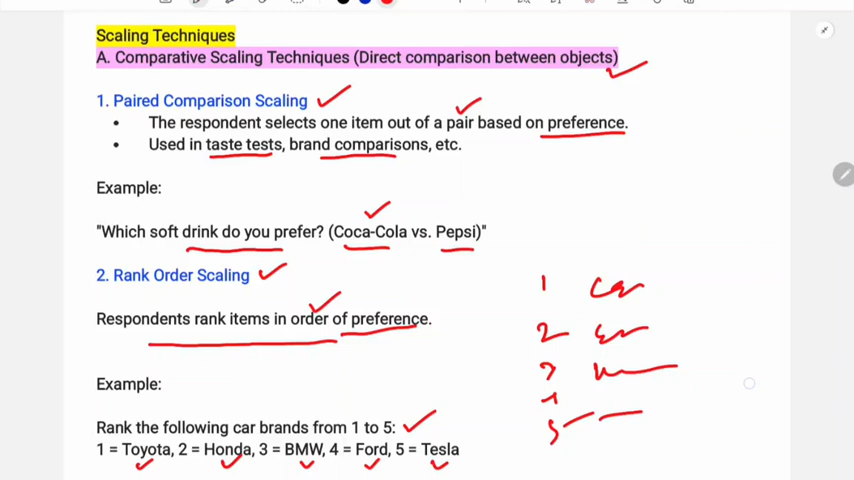 Scaling Techniques
A. Comparative Scaling Techniques (Direct comparison between objects)
1. Paired Comparison Scaling
• The respondent selects one item out of a pair based on preference.
• Used in taste tests, brand comparisons, etc.
Example:
"Which soft drink do you prefer? (Coca-Cola vs. Pepsi)"
2. Rank Order Scaling
1 Car
Respondents rank items in order of preference.
2
3
Example:
4
Rank the following car brands from 1 to 5:
5
1 = Toyota, 2 = Honda, 3 = BMW, 4 = Ford, 5 = Tesla